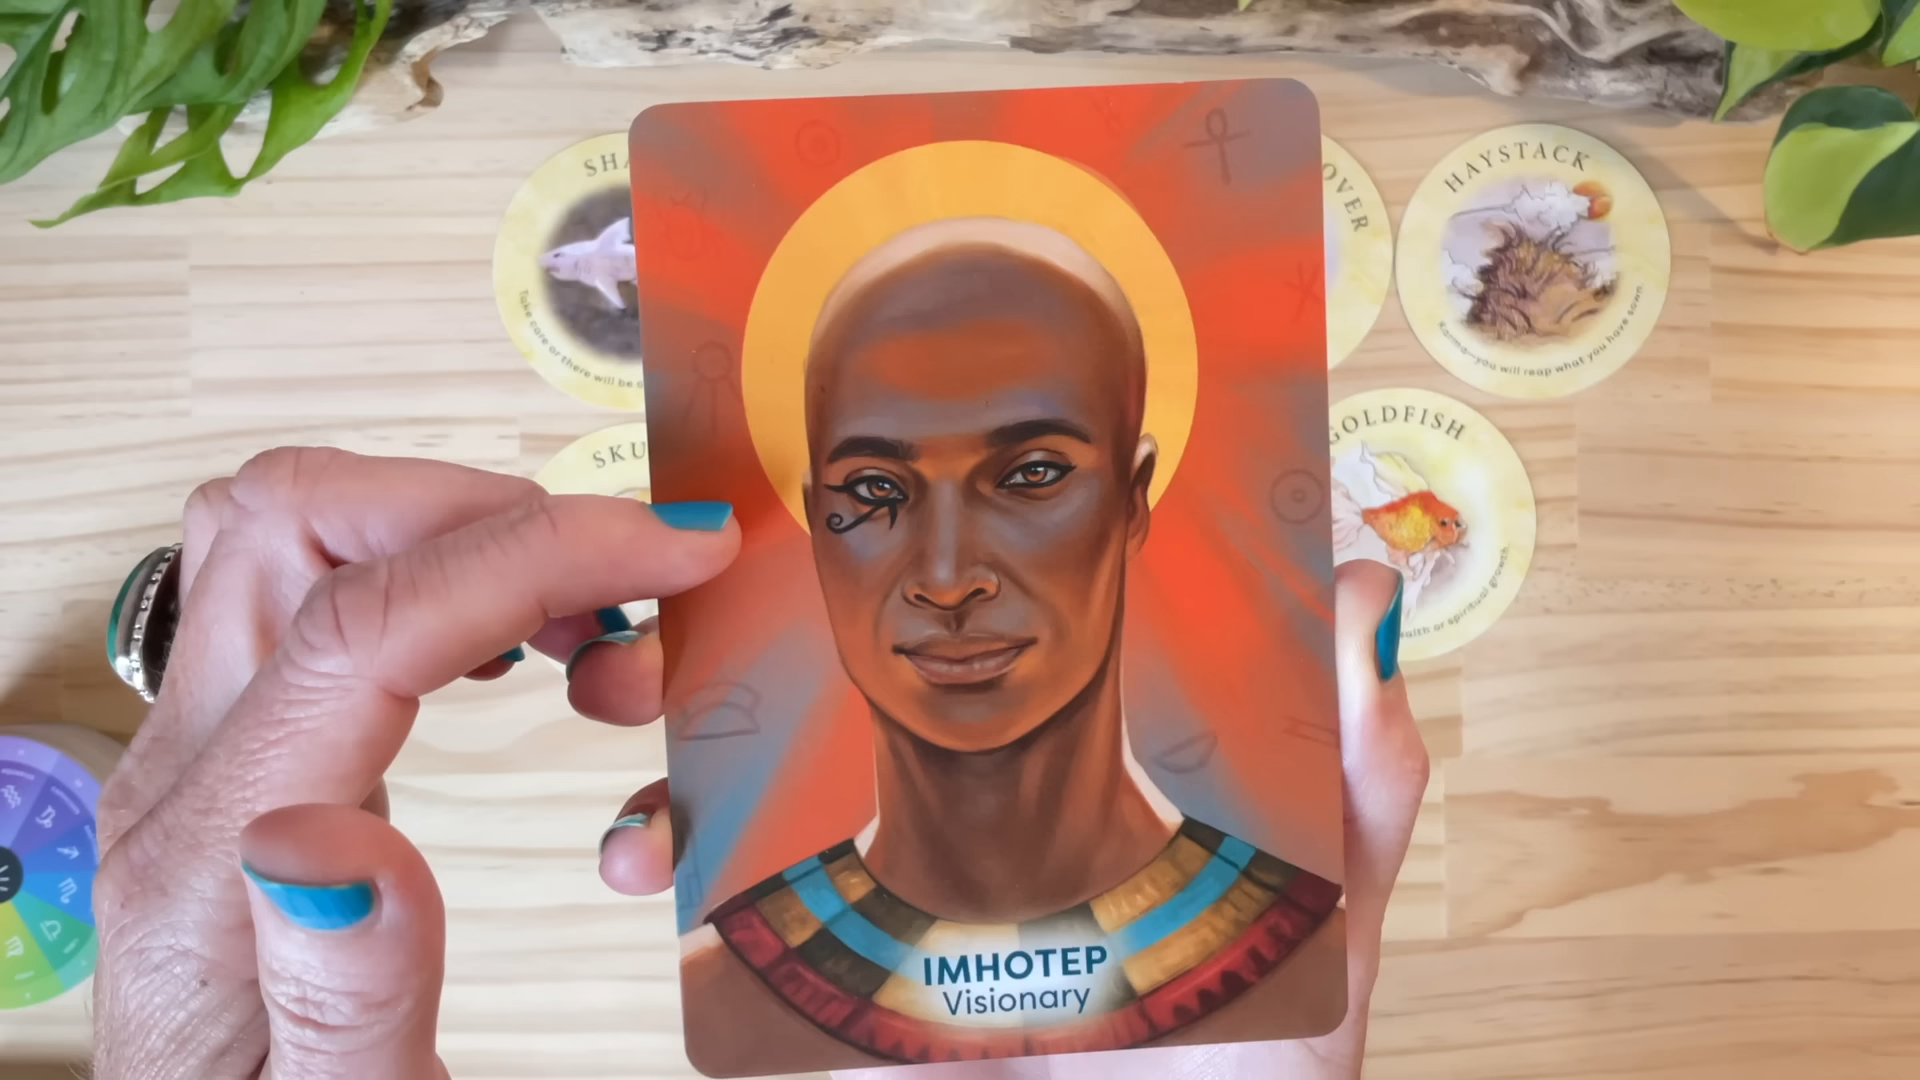 SHA
Take care or there will be
OVER
HAYSTACK
Karma—you will reap what you have sown.
SKU
GOLDFISH
ealth or spiritual growth.
IMHOTEP
Visionary